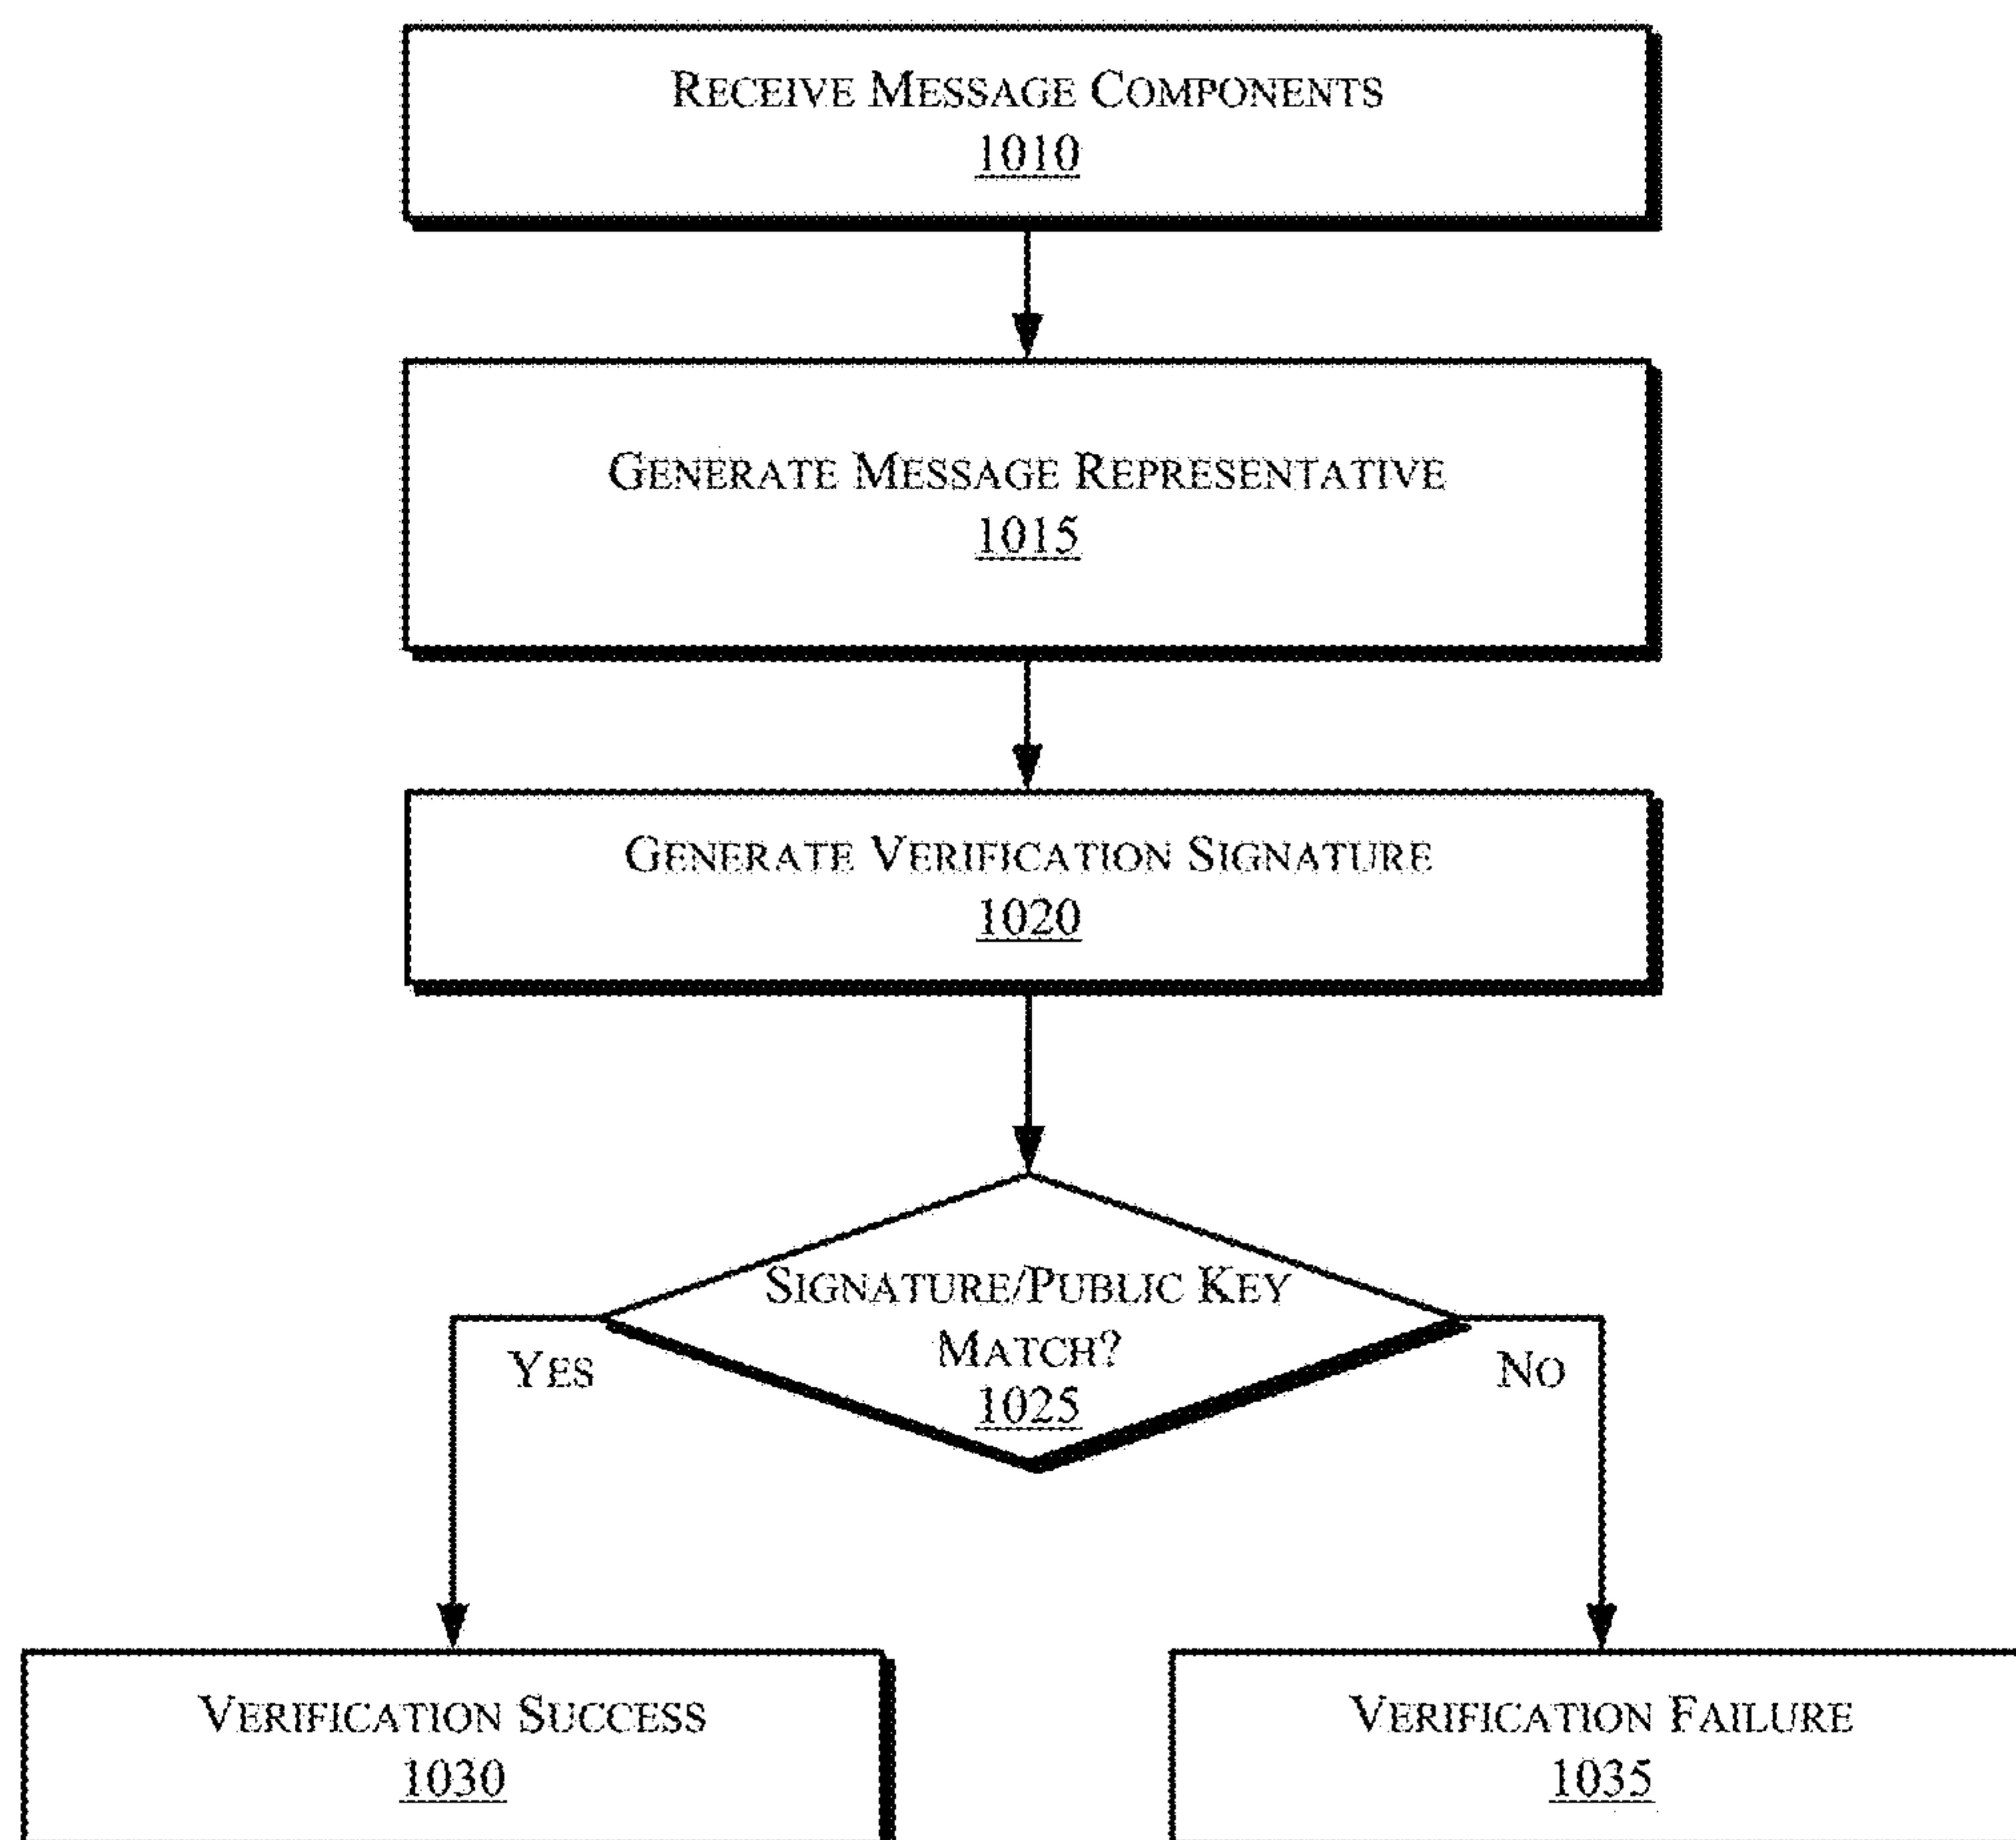 RECEIVE MESSAGE COMPONENTS
1010
GENERATE MESSAGE REPRESENTATIVE
1015
GENERATE VERIFICATION SIGNATURE
1020
SIGNATURE/PUBLIC KEY
MATCH?
1025
YES
NO
VERIFICATION SUCCESS
1030
VERIFICATION FAILURE
1035